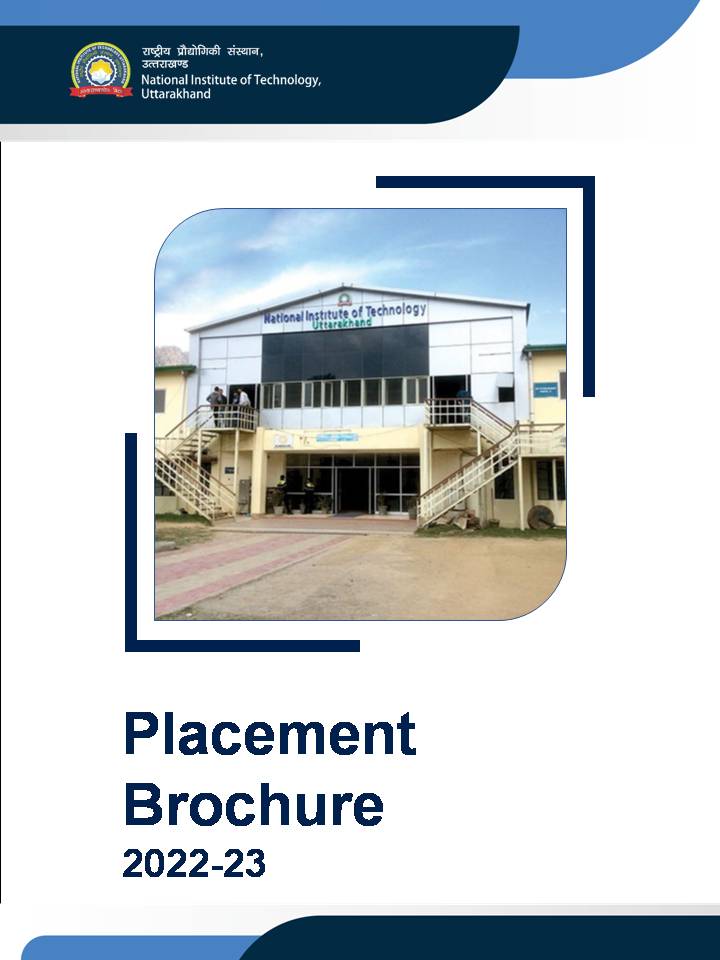 राष्ट्रीय प्रौद्योगिकी संस्थान,
उत्तराखण्ड
National Institute of Technology,
Uttarakhand
National Institute of Technology
Uttarakhand
Placement
Brochure
2022-23